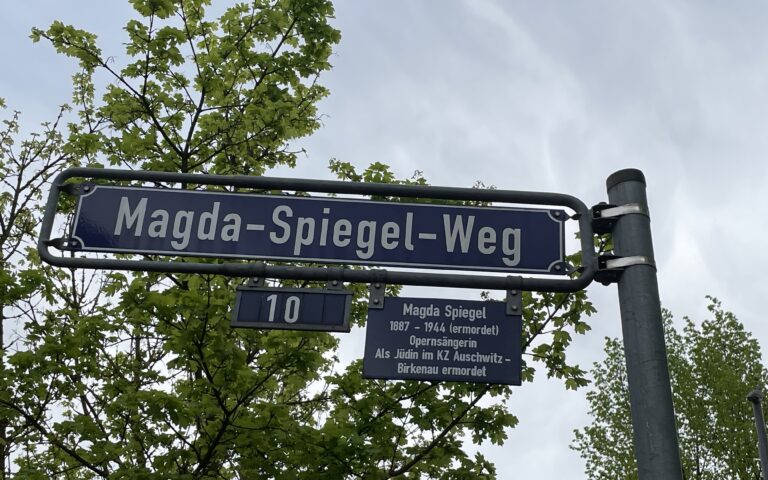 Magda-Spiegel-Weg
10
Magda Spiegel
1887 - 1944 (ermordet)
Opernsängerin
Als Jüdin im KZ Auschwitz-
Birkenau ermordet